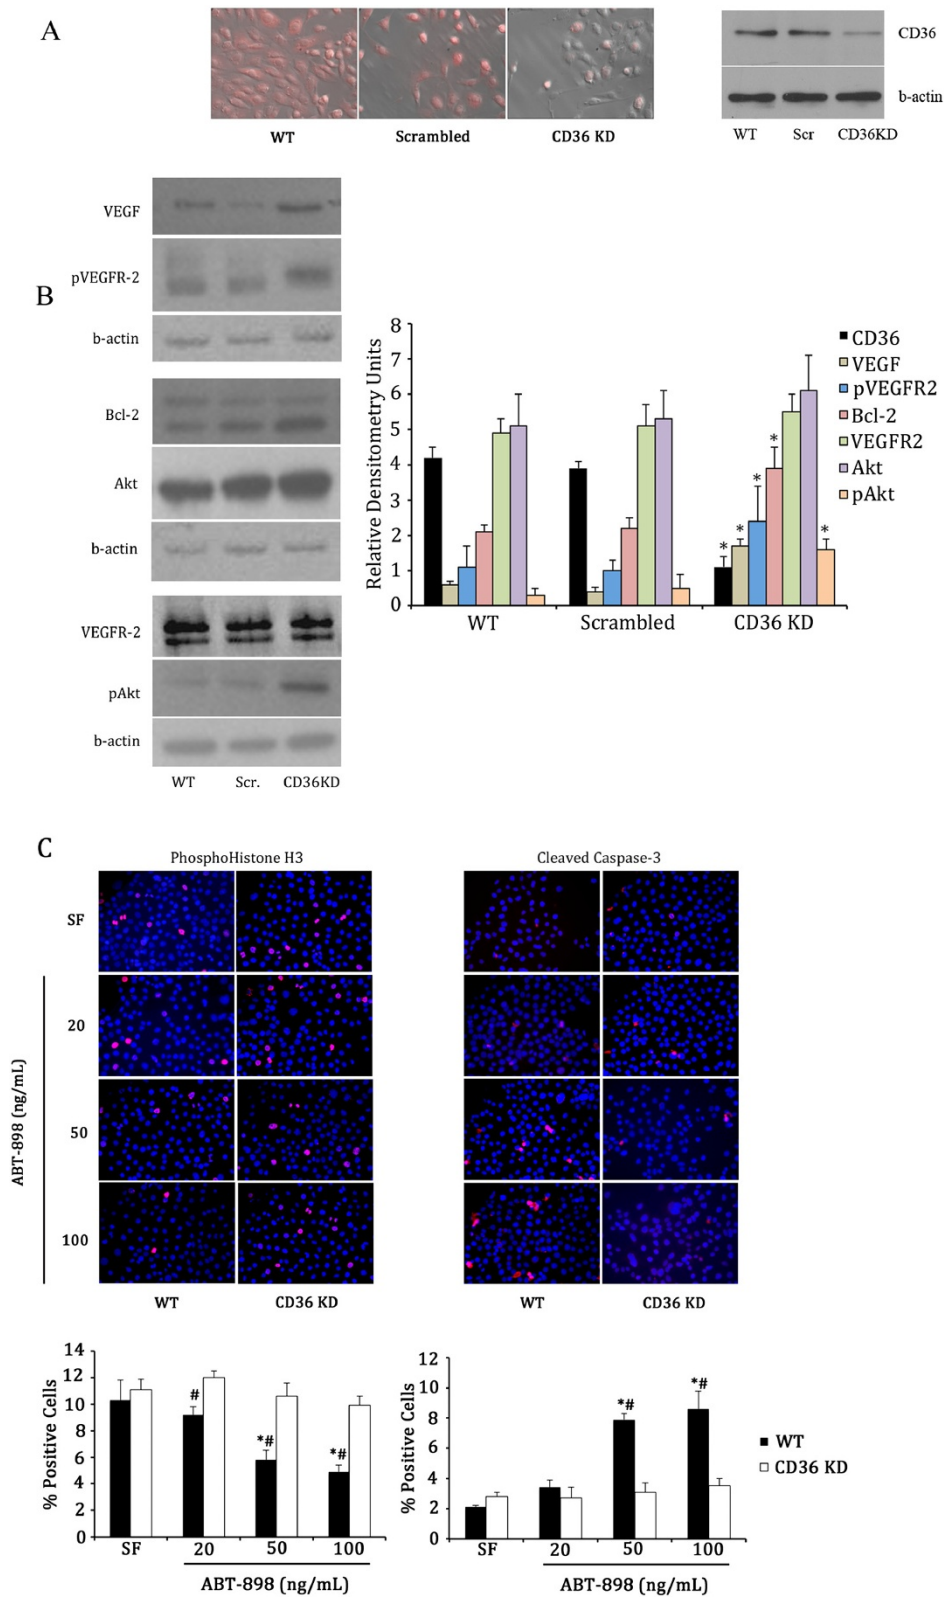 A
WT
Scrambled
CD36 KD
CD36
b-actin
WT
Scr
CD36KD
B
VEGF
pVEGFR-2
b-actin
Bcl-2
Akt
b-actin
VEGFR-2
pAkt
b-actin
WT
Scr.
CD36KD
Relative Densitometry Units
8
7
6
5
4
3
2
1
0
* * * * *
WT
Scrambled
CD36 KD
CD36
VEGF
pVEGFR2
Bcl-2
VEGFR2
Akt
pAkt
C
PhosphoHistone H3
Cleaved Caspase-3
SF
20
50
100
ABT-898 (ng/mL)
WT
CD36 KD
WT
CD36 KD
% Positive Cells
14
12
10
8
6
4
2
0
#
*#
*#
SF
20
50
100
ABT-898 (ng/mL)
% Positive Cells
12
10
8
6
4
2
0
*#
*#
SF
20
50
100
ABT-898 (ng/mL)
WT
CD36 KD